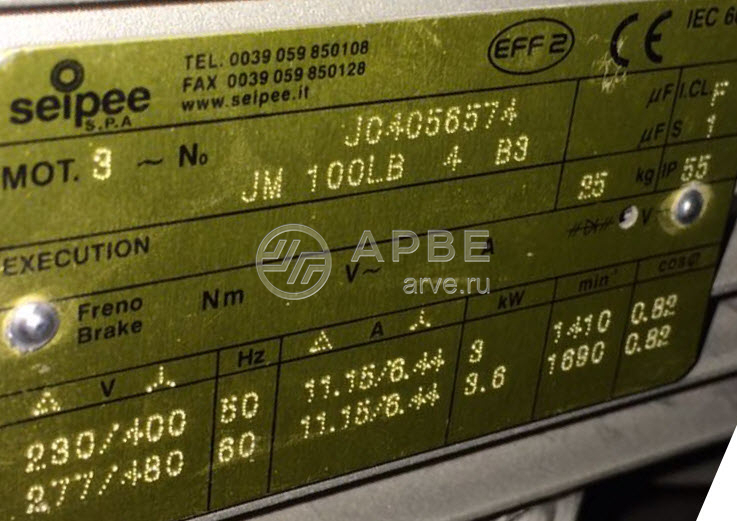 seipee
S.P.A
TEL. 0039 059 850108
FAX 0039 059 850128
www.seipee.it
EFF 2
CE
IEC
MOT. 3 ~ No J04056574
JM 100LB 4 B3
µF I.CL. F
µF S 1
25 kg IP 55
EXECUTION
АРВЕ
arve.ru
Freno
Brake
Nm V~ A V
V Hz A kW min⁻¹ cosφ
230/400 50 11.15/6.44 3 1410 0.82
277/480 60 11.15/6.44 3.6 1690 0.82